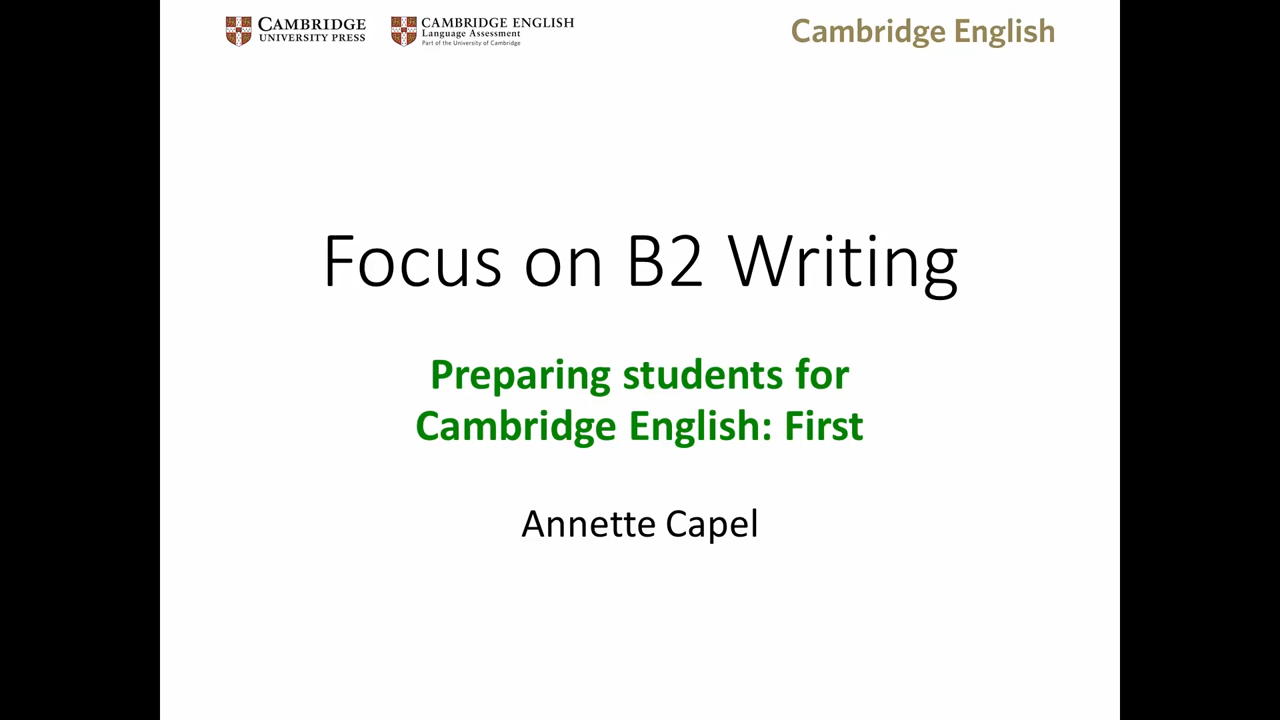 CAMBRIDGE
UNIVERSITY PRESS
CAMBRIDGE ENGLISH
Language Assessment
Part of the University of Cambridge
Cambridge English
Focus on B2 Writing
Preparing students for
Cambridge English: First
Annette Capel